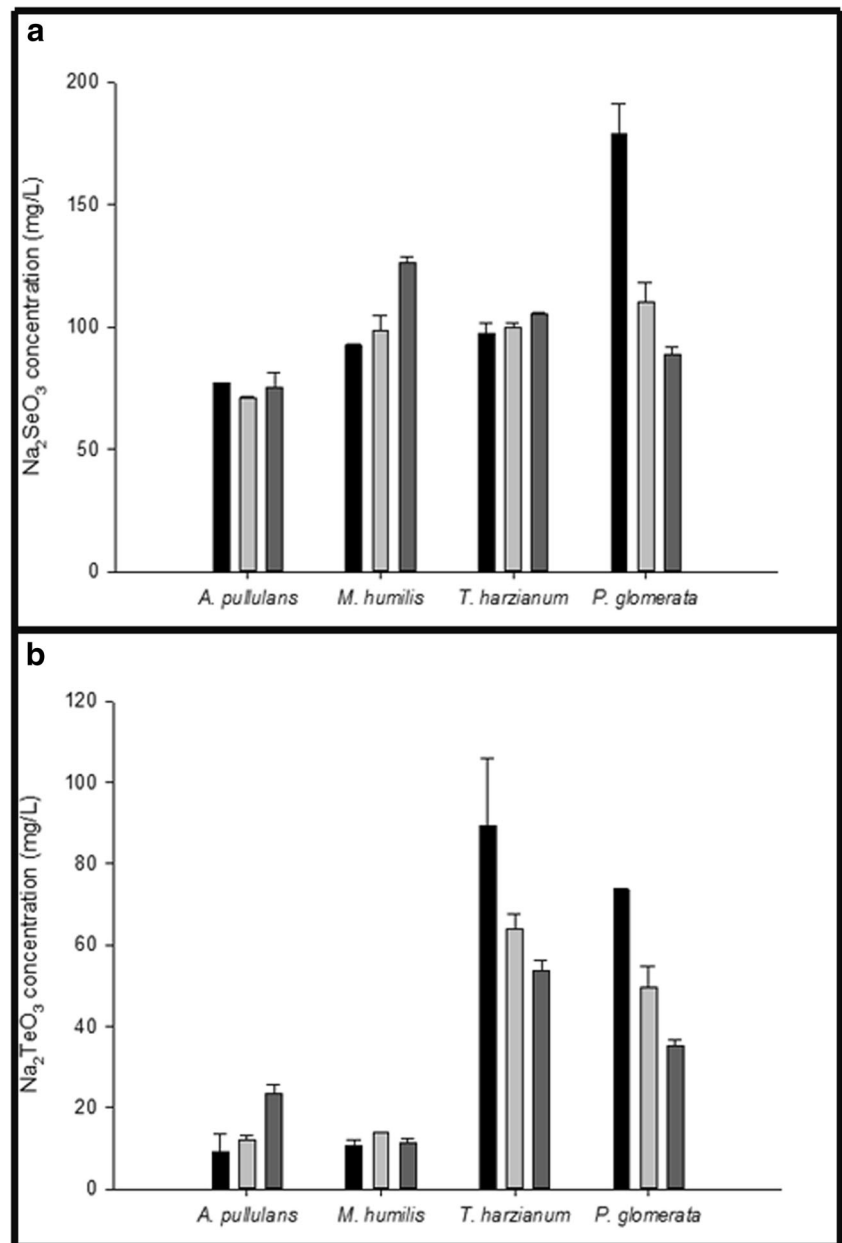 a
200
150
100
50
0
Na₂SeO₃ concentration (mg/L)
A. pullulans M. humilis T. harzianum P. glomerata
b
120
100
80
60
40
20
0
Na₂TeO₃ concentration (mg/L)
A. pullulans M. humilis T. harzianum P. glomerata